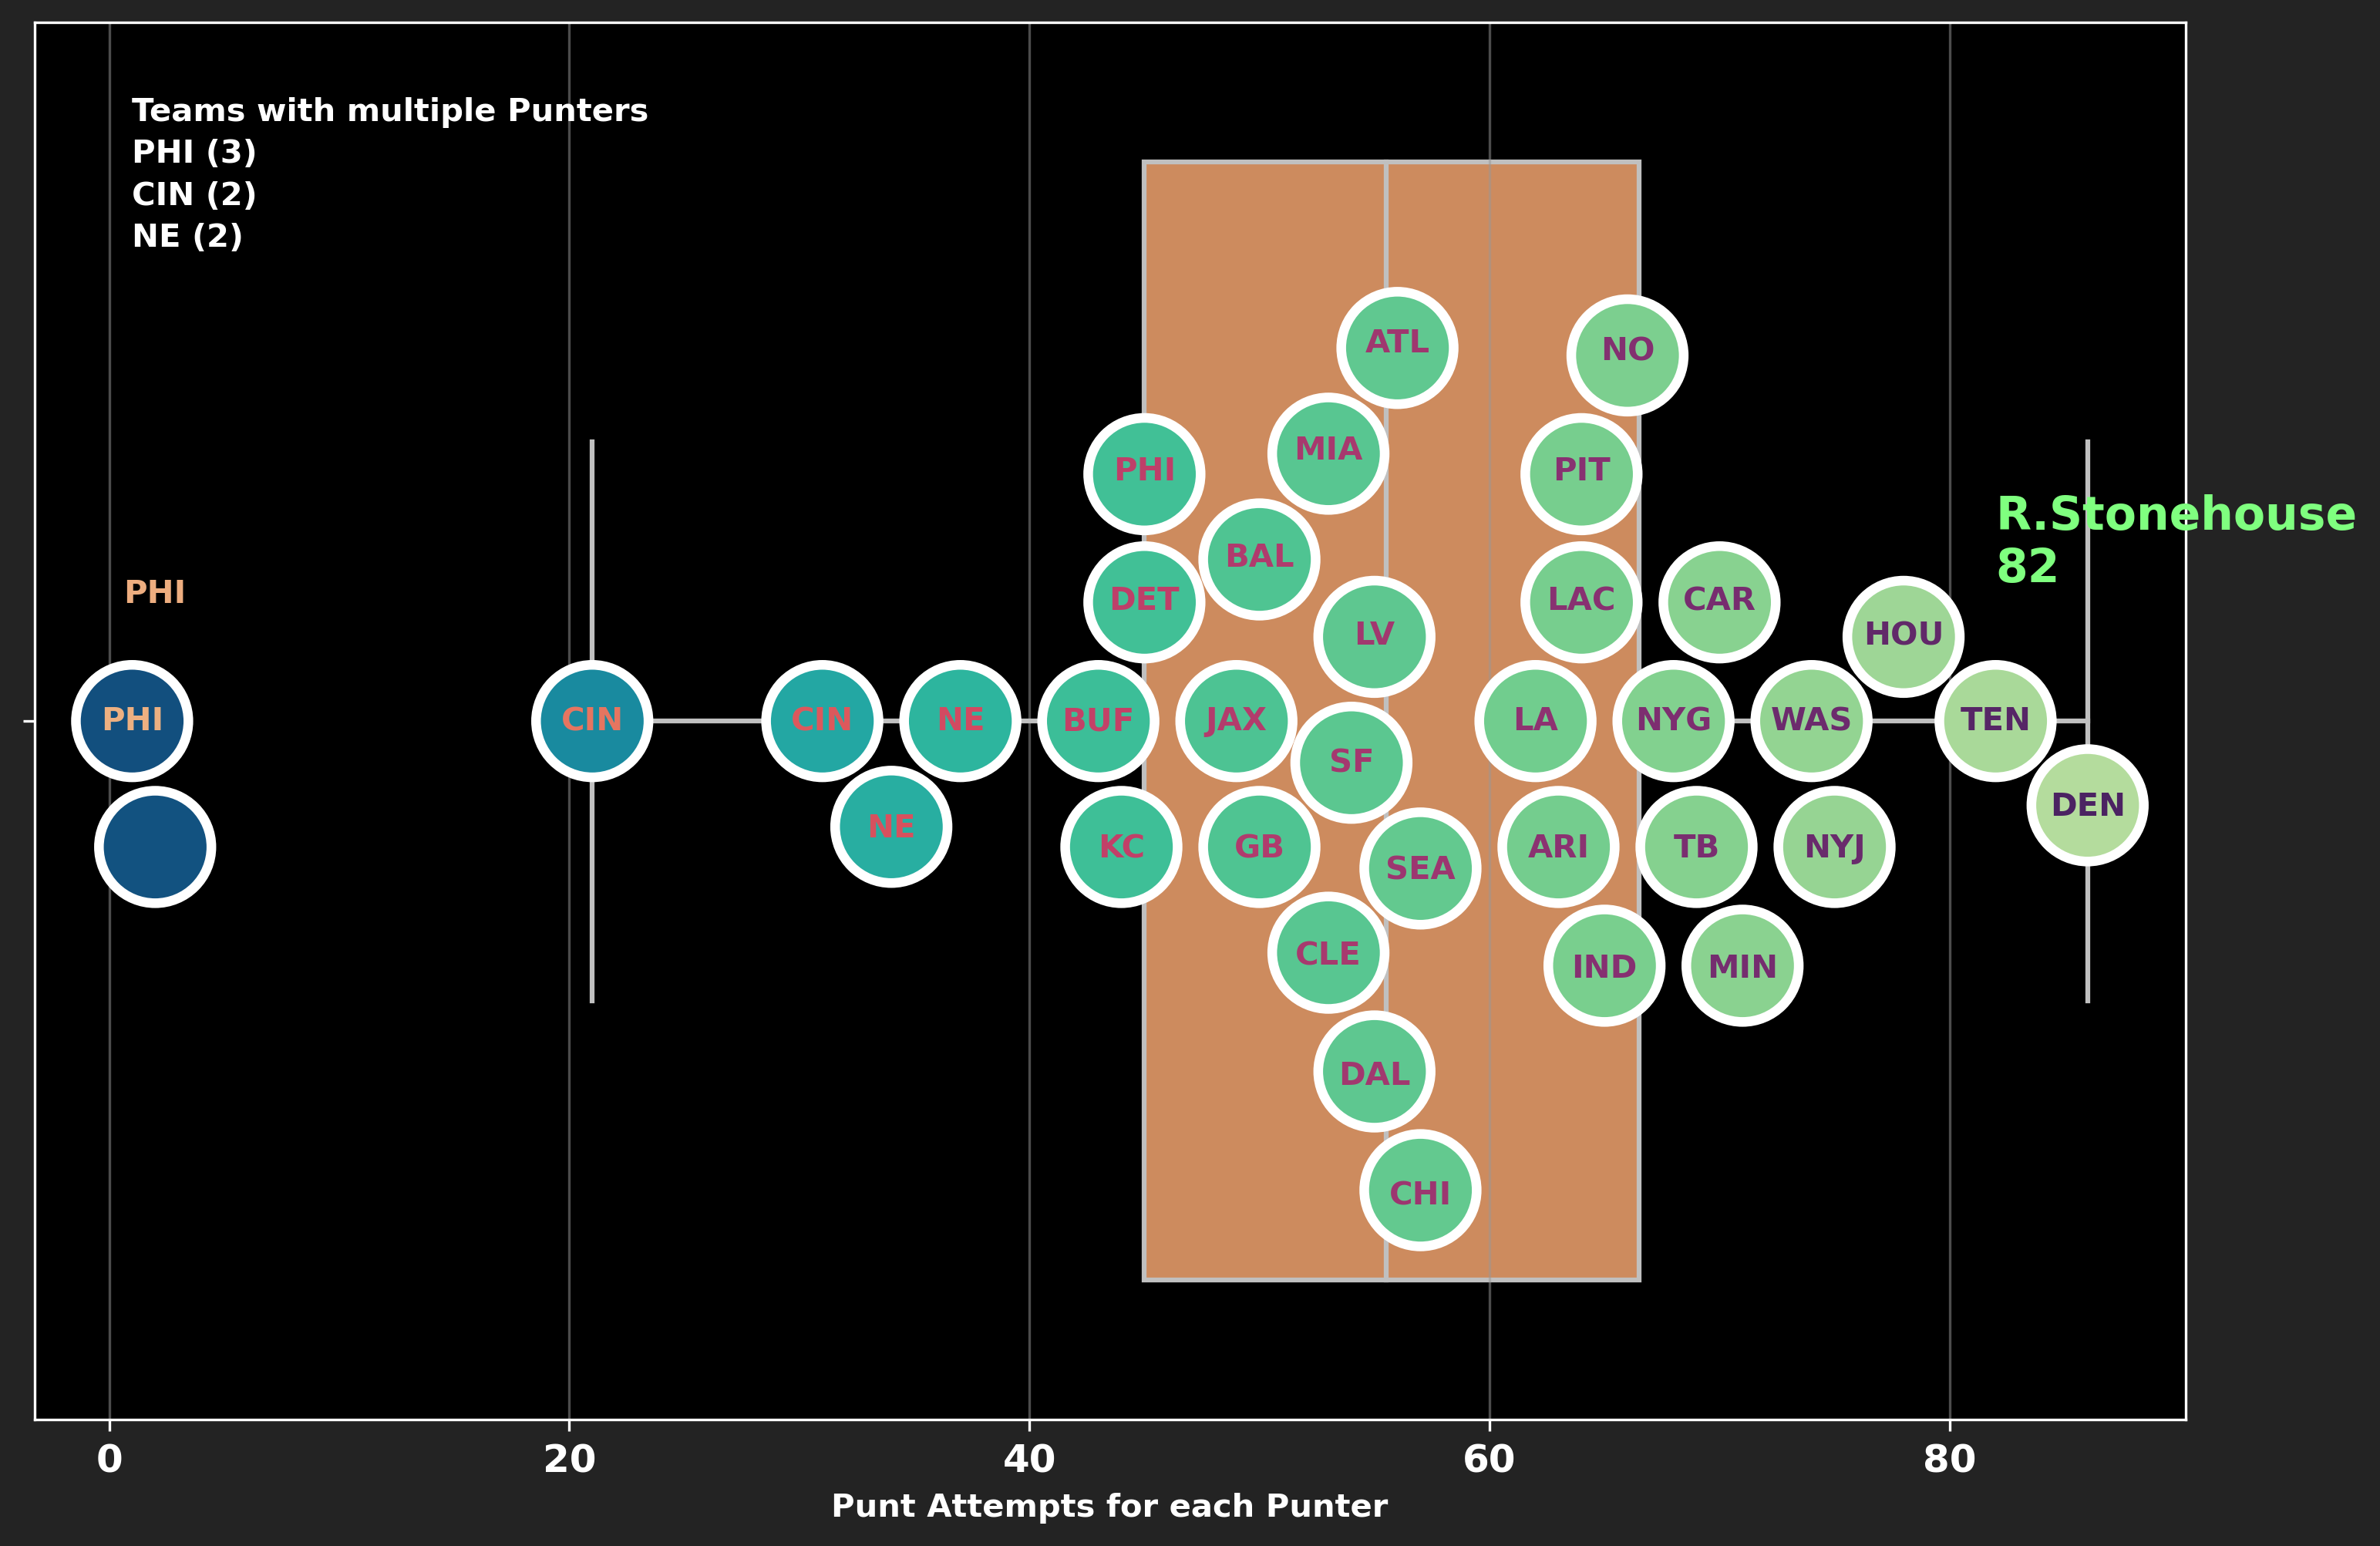 Teams with multiple Punters
PHI (3)
CIN (2)
NE (2)
ATL
NO
MIA
PHI
PIT
R.Stonehouse
82
BAL
PHI
DET
LAC
CAR
LV
HOU
PHI
CIN
CIN
NE
BUF
JAX
LA
NYG
WAS
TEN
SF
DEN
NE
KC
GB
SEA
ARI
TB
NYJ
CLE
IND
MIN
DAL
CHI
0 20 40 60 80
Punt Attempts for each Punter